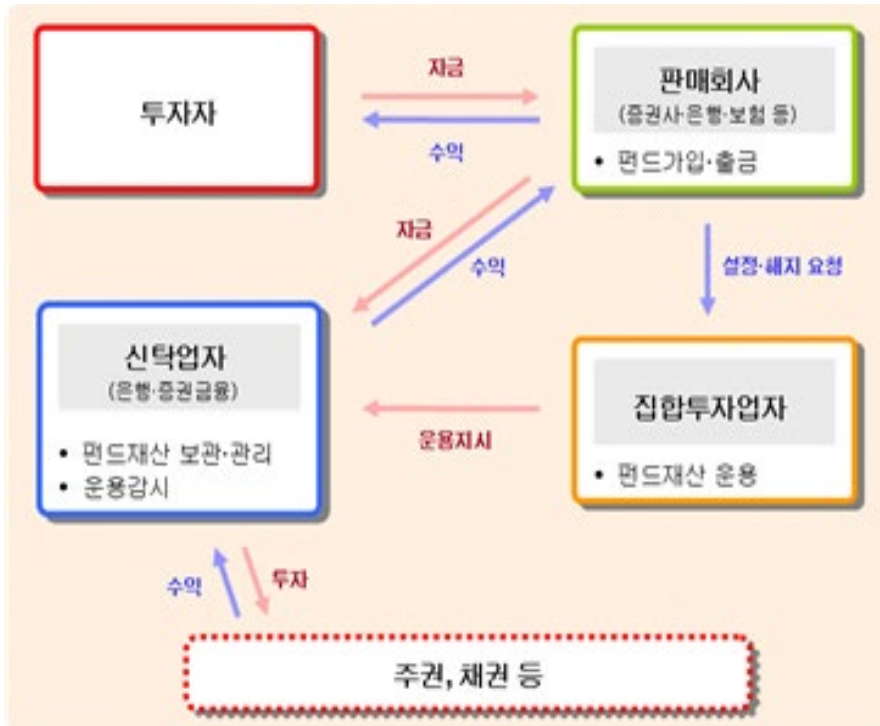 투자자
자금
수익
판매회사
(증권사·은행·보험 등)
• 펀드가입·출금
자금
수익
설정·해지 요청
신탁업자
(은행·증권금융)
• 펀드재산 보관·관리
• 운용감시
운용지시
집합투자업자
• 펀드재산 운용
수익
투자
주권, 채권 등